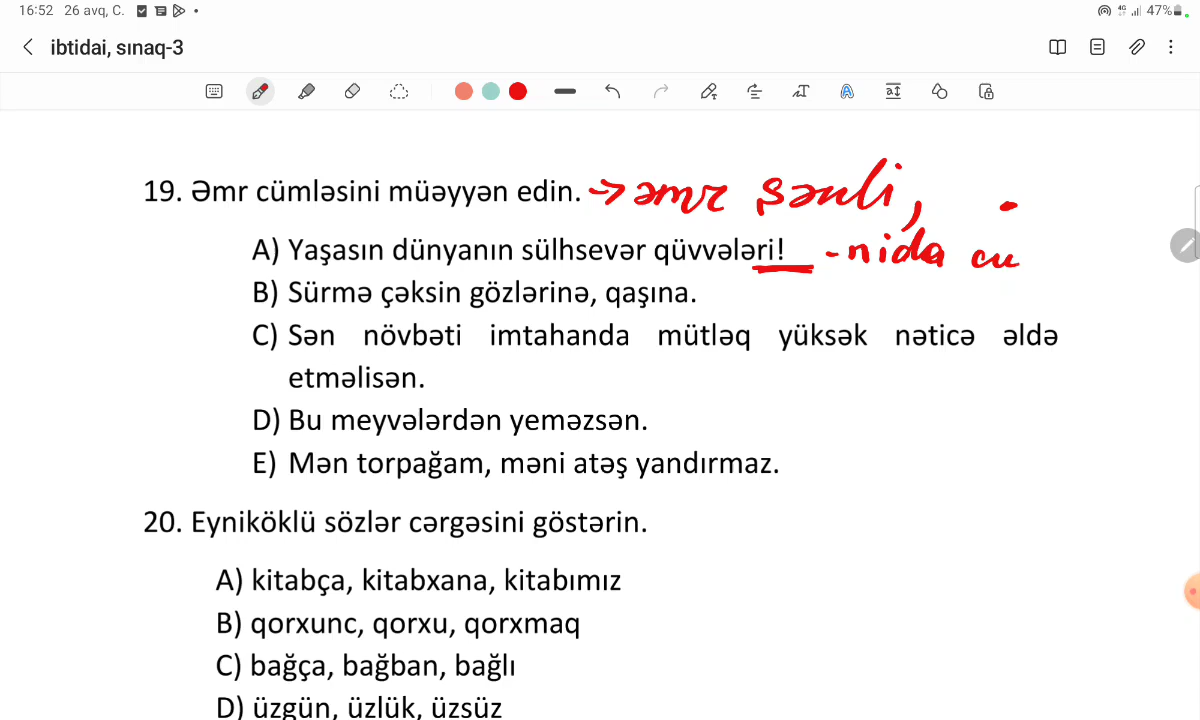 16:52 26 avq, C. 4G 47%
ibtidai, sınaq-3
19. Əmr cümləsini müəyyən edin. → əmr şəkli, .
A) Yaşasın dünyanın sülhsevər qüvvələri! - nida cü
B) Sürmə çəksin gözlərinə, qaşına.
C) Sən növbəti imtahanda mütləq yüksək nəticə əldə
etməlisən.
D) Bu meyvələrdən yeməzsən.
E) Mən torpağam, məni atəş yandırmaz.
20. Eyniköklü sözlər cərgəsini göstərin.
A) kitabça, kitabxana, kitabımız
B) qorxunc, qorxu, qorxmaq
C) bağça, bağban, bağlı
D) üzgün, üzlük, üzsüz